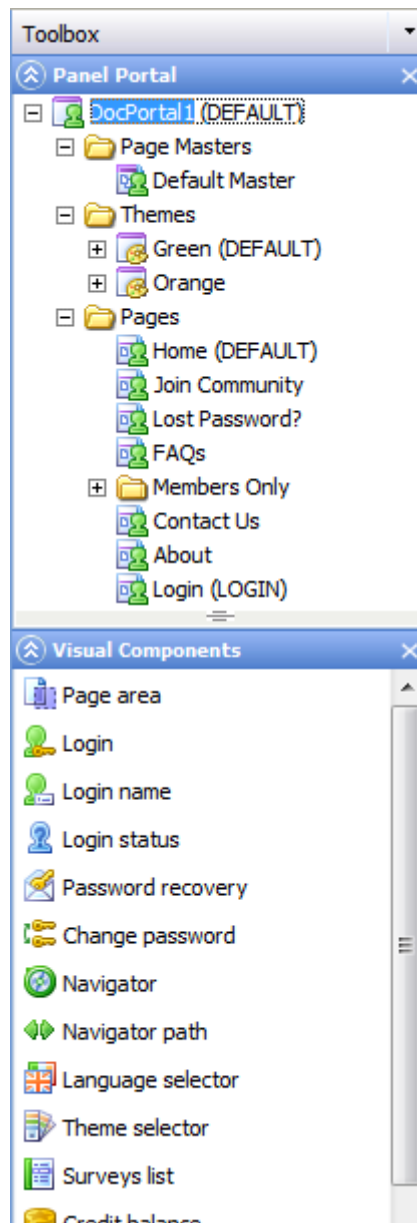 Toolbox
Panel Portal
DocPortal1 (DEFAULT)
Page Masters
Default Master
Themes
Green (DEFAULT)
Orange
Pages
Home (DEFAULT)
Join Community
Lost Password?
FAQs
Members Only
Contact Us
About
Login (LOGIN)
Visual Components
Page area
Login
Login name
Login status
Password recovery
Change password
Navigator
Navigator path
Language selector
Theme selector
Surveys list
Credit balance